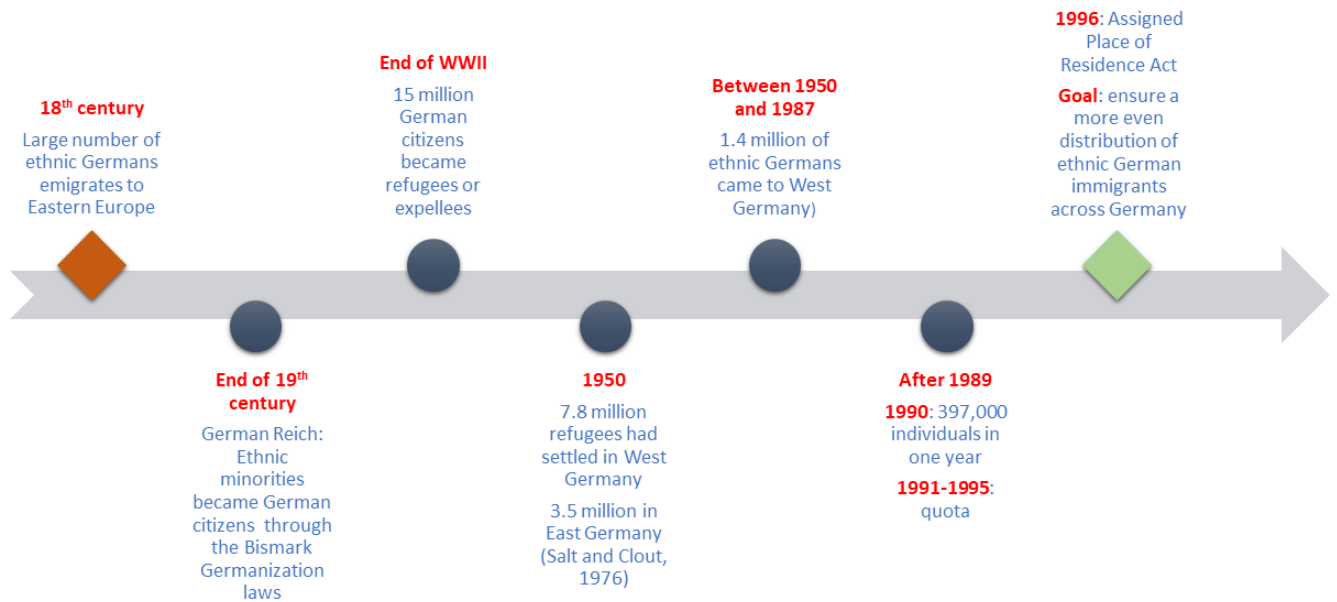 18th century
Large number of
ethnic Germans
emigrates to
Eastern Europe
End of 19th
century
German Reich:
Ethnic
minorities
became German
citizens through
the Bismark
Germanization
laws
End of WWII
15 million
German
citizens
became
refugees or
expellees
1950
7.8 million
refugees had
settled in West
Germany
3.5 million in
East Germany
(Salt and Clout,
1976)
Between 1950
and 1987
1.4 million of
ethnic Germans
came to West
Germany)
After 1989
1990: 397,000
individuals in
one year
1991-1995:
quota
1996: Assigned
Place of
Residence Act
Goal: ensure a
more even
distribution of
ethnic German
immigrants
across Germany